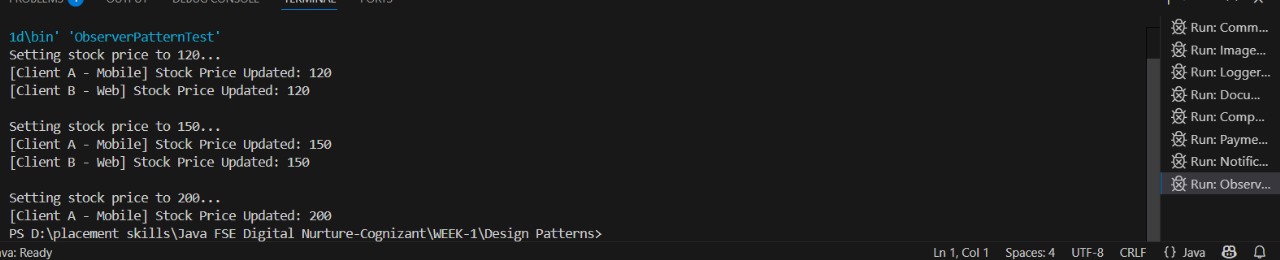 PROBLEMS OUTPUT DEBUG CONSOLE TERMINAL PORTS
1d\bin' 'ObserverPatternTest'
Setting stock price to 120...
[Client A - Mobile] Stock Price Updated: 120
[Client B - Web] Stock Price Updated: 120
Setting stock price to 150...
[Client A - Mobile] Stock Price Updated: 150
[Client B - Web] Stock Price Updated: 150
Setting stock price to 200...
[Client A - Mobile] Stock Price Updated: 200
PS D:\placement skills\Java FSE Digital Nurture-Cognizant\WEEK-1\Design Patterns>
Run: Comm...
Run: Image...
Run: Logger...
Run: Docu...
Run: Comp...
Run: Payme...
Run: Notific...
Run: Observ...
ava: Ready Ln 1, Col 1 Spaces: 4 UTF-8 CRLF {} Java